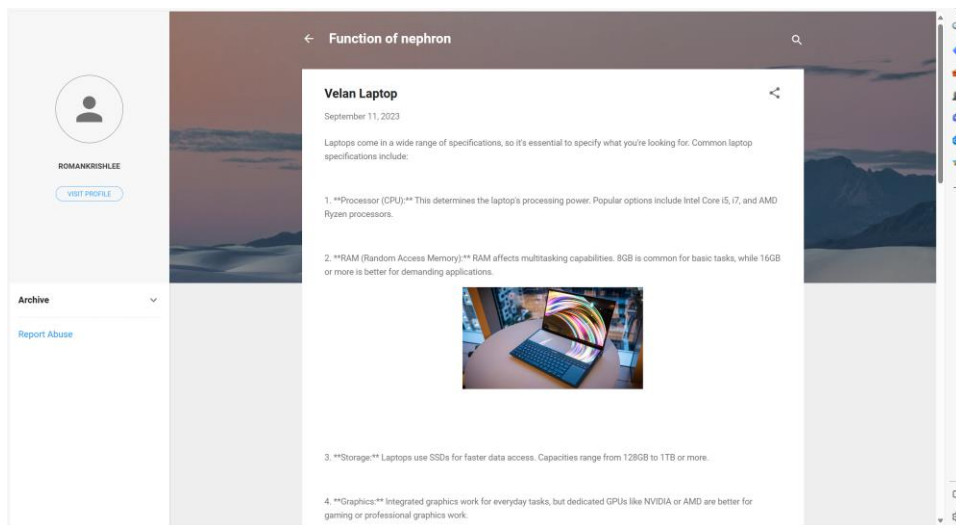 Function of nephron
ROMANKRISHLEE
VISIT PROFILE
Archive
Report Abuse
Velan Laptop
September 11, 2023
Laptops come in a wide range of specifications, so it's essential to specify what you're looking for. Common laptop
specifications include:
1. **Processor (CPU):** This determines the laptop's processing power. Popular options include Intel Core i5, i7, and AMD
Ryzen processors.
2. **RAM (Random Access Memory):** RAM affects multitasking capabilities. 8GB is common for basic tasks, while 16GB
or more is better for demanding applications.
3. **Storage:** Laptops use SSDs for faster data access. Capacities range from 128GB to 1TB or more.
4. **Graphics:** Integrated graphics work for everyday tasks, but dedicated GPUs like NVIDIA or AMD are better for
gaming or professional graphics work.